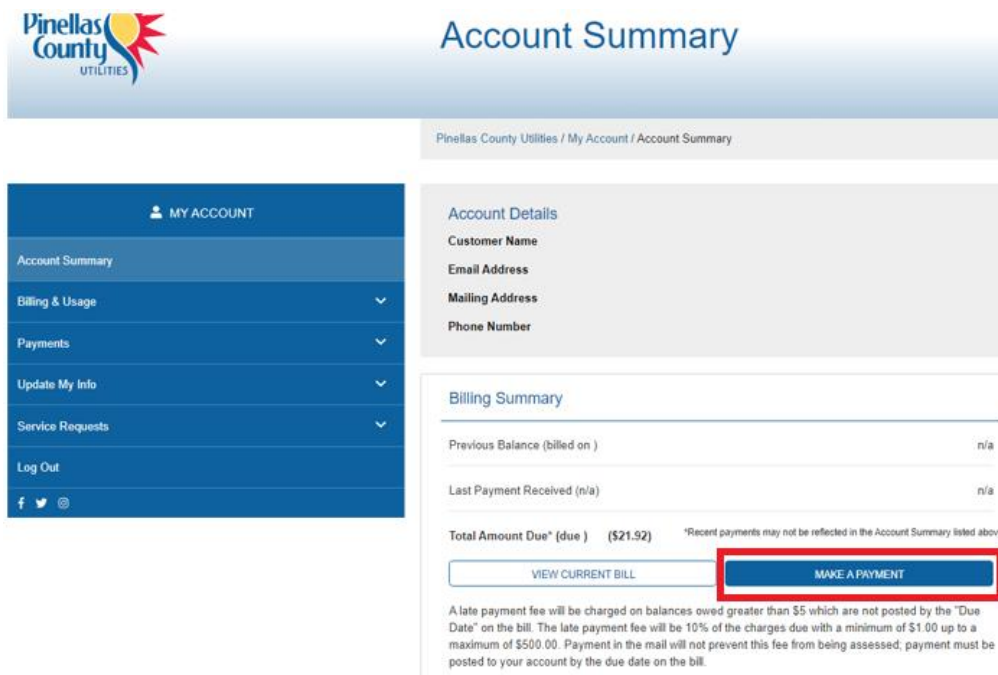 Pinellas
County
UTILITIES
Account Summary
Pinellas County Utilities / My Account / Account Summary
MY ACCOUNT
Account Summary
Billing & Usage
Payments
Update My Info
Service Requests
Log Out
Account Details
Customer Name
Email Address
Mailing Address
Phone Number
Billing Summary
Previous Balance (billed on ) n/a
Last Payment Received (n/a) n/a
Total Amount Due* (due ) ($21.92) *Recent payments may not be reflected in the Account Summary listed abov
VIEW CURRENT BILL MAKE A PAYMENT
A late payment fee will be charged on balances owed greater than $5 which are not posted by the "Due
Date" on the bill. The late payment fee will be 10% of the charges due with a minimum of $1.00 up to a
maximum of $500.00. Payment in the mail will not prevent this fee from being assessed; payment must be
posted to your account by the due date on the bill.